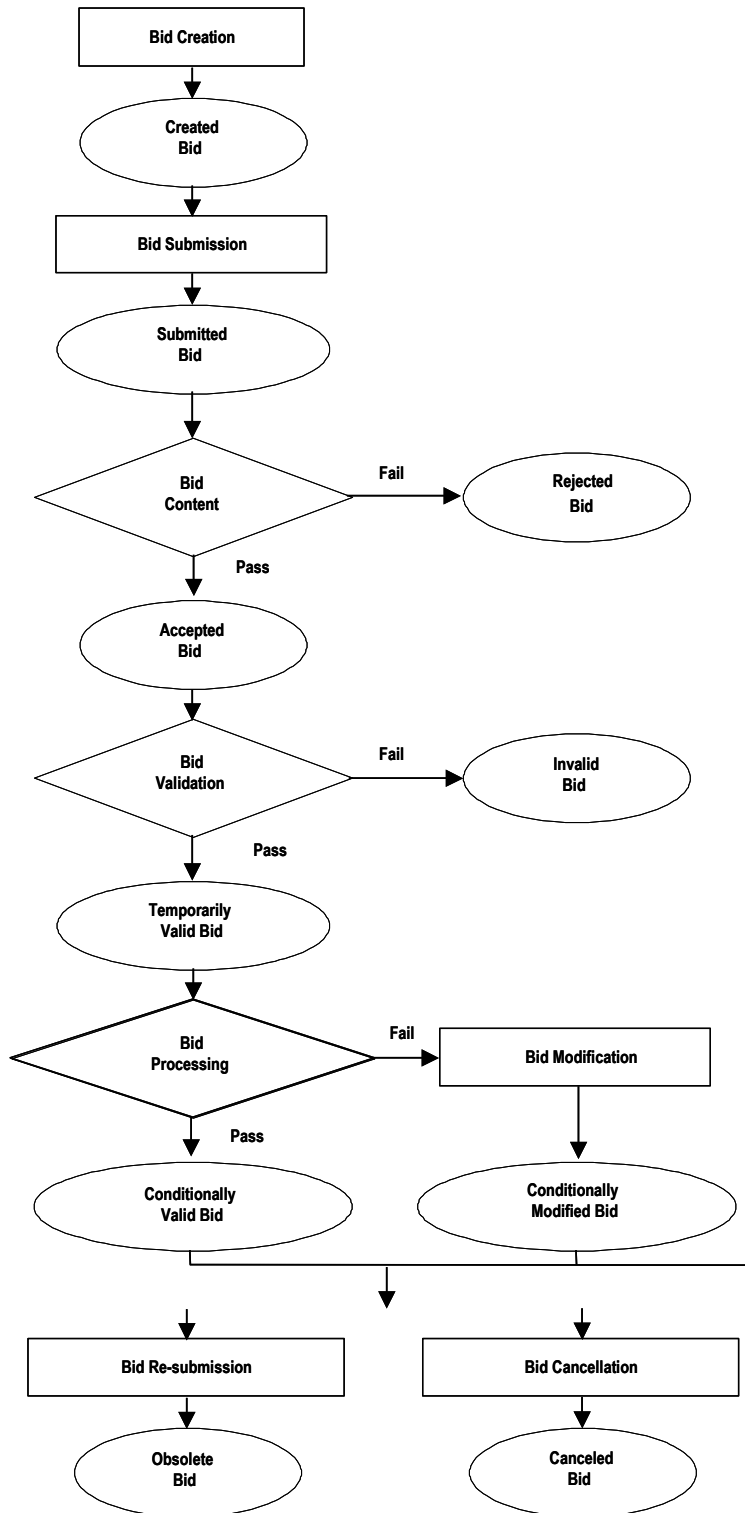 Bid Creation
Created
Bid
Bid Submission
Submitted
Bid
Bid
Content
Fail
Rejected
Bid
Pass
Accepted
Bid
Bid
Validation
Fail
Invalid
Bid
Pass
Temporarily
Valid Bid
Bid
Processing
Fail
Bid Modification
Pass
Conditionally
Valid Bid
Conditionally
Modified Bid
Bid Re-submission
Bid Cancellation
Obsolete
Bid
Canceled
Bid